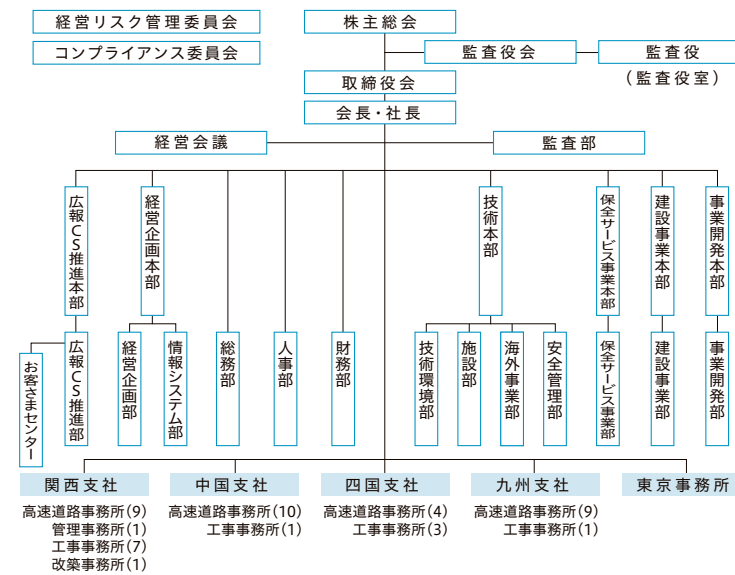 経営リスク管理委員会
株主総会
コンプライアンス委員会
監査役会
監査役
(監査役室)
取締役会
会長・社長
経営会議
監査部
広報CS推進本部
経営企画本部
技術本部
保全サービス事業本部
建設事業本部
事業開発本部
お客さまセンター
広報CS推進部
経営企画部
情報システム部
総務部
人事部
財務部
技術環境部
施設部
海外事業部
安全管理部
保全サービス事業部
建設事業部
事業開発部
関西支社
高速道路事務所(9)
管理事務所(1)
工事事務所(7)
改築事務所(1)
中国支社
高速道路事務所(10)
工事事務所(1)
四国支社
高速道路事務所(4)
工事事務所(3)
九州支社
高速道路事務所(9)
工事事務所(1)
東京事務所